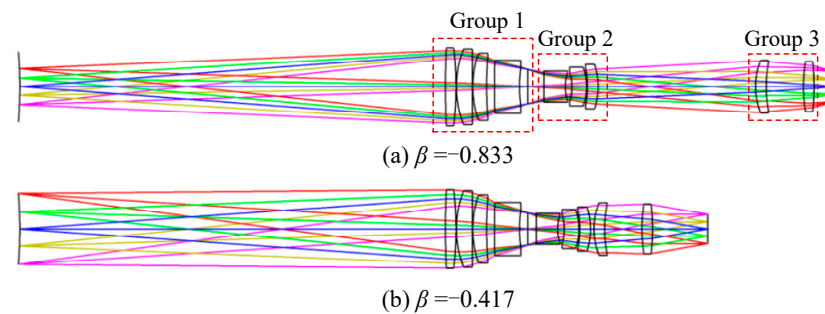 Group 1
Group 2
Group 3
(a) β =−0.833
(b) β=−0.417